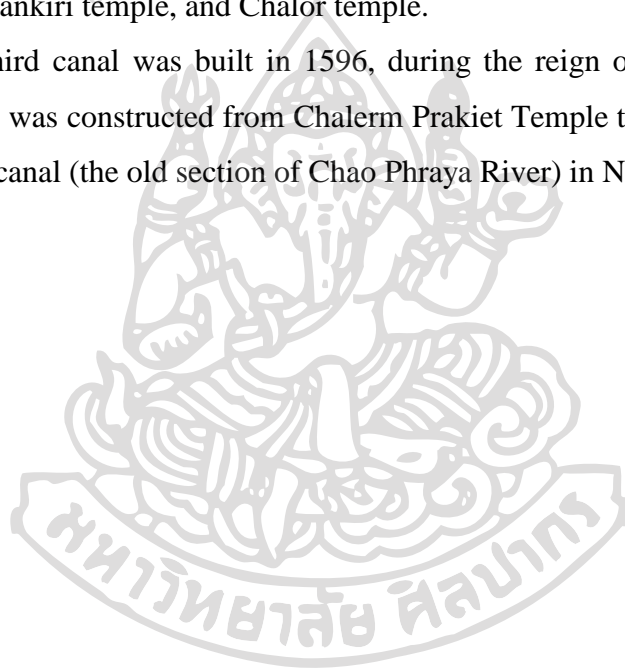 ankiri temple, and Chalor temple.
hird canal was built in 1596, during the reign o
was constructed from Chalerm Prakiet Temple t
canal (the old section of Chao Phraya River) in N
มหาวิทยาลัย ศิลปากร